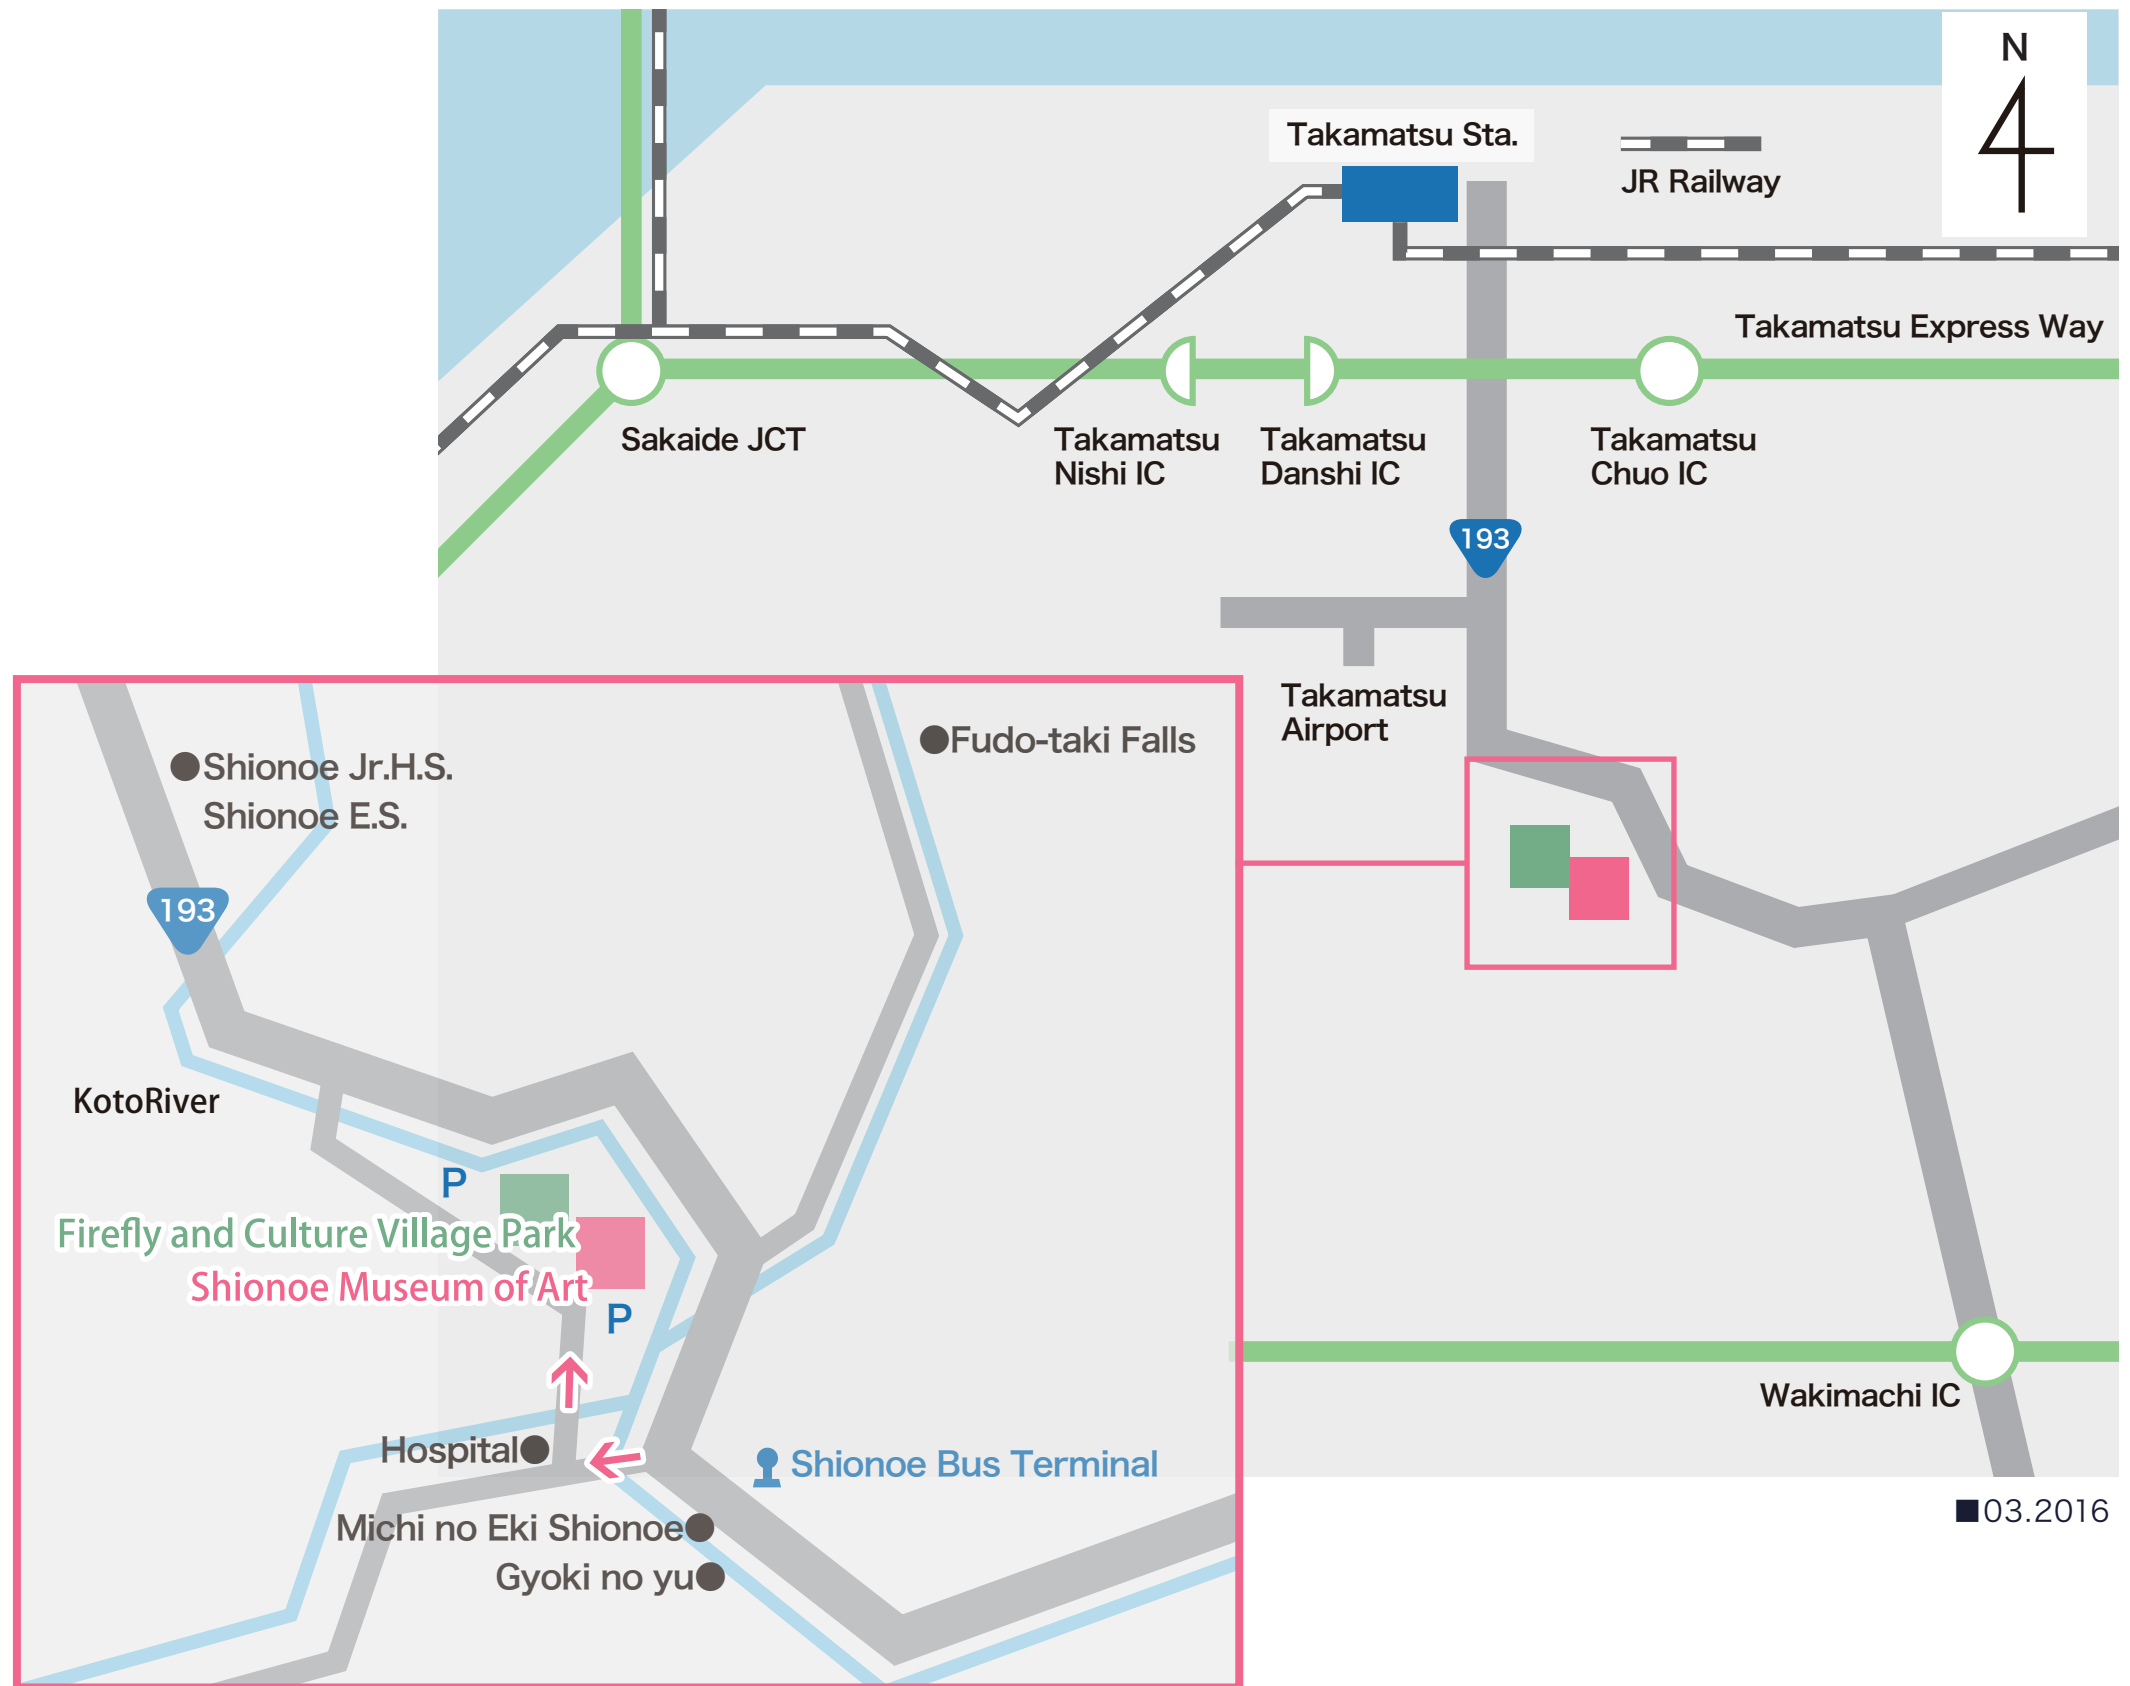 N
Takamatsu Sta.
JR Railway
Takamatsu Express Way
Sakaide JCT
Takamatsu
Nishi IC
Takamatsu
Danshi IC
Takamatsu
Chuo IC
193
Takamatsu
Airport
Fudo-taki Falls
Shionoe Jr.H.S.
Shionoe E.S.
193
KotoRiver
P
Firefly and Culture Village Park
Shionoe Museum of Art
P
Wakimachi IC
Hospital
Shionoe Bus Terminal
Michi no Eki Shionoe
Gyoki no yu
■03.2016